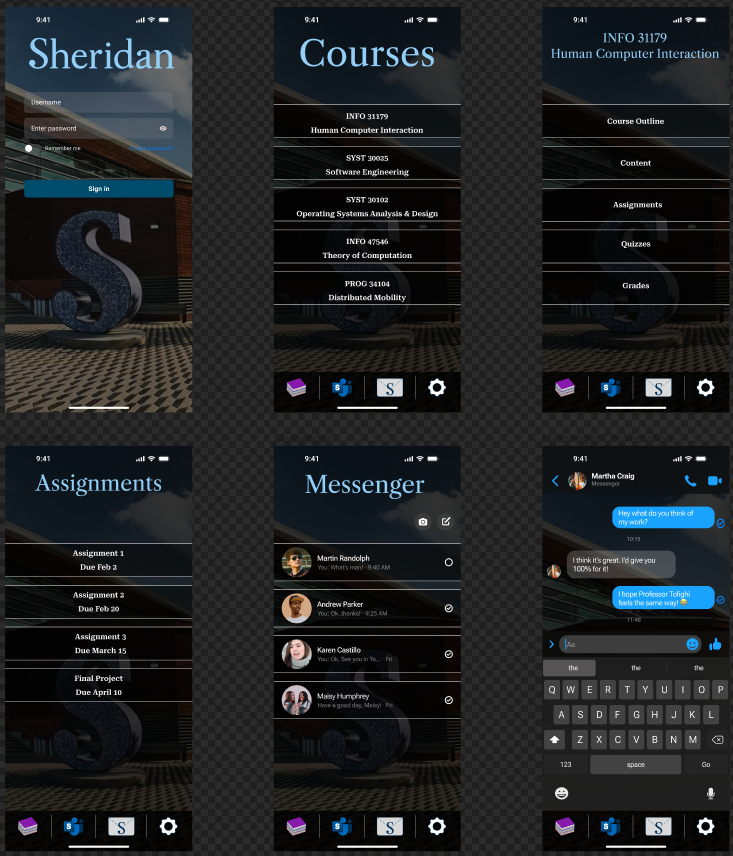 9:41
Sheridan
Username
Enter password
Remember me
Sign in
9:41
Courses
INFO 31179
Human Computer Interaction
SYST 30025
Software Engineering
SYST 30102
Operating Systems Analysis & Design
INFO 47546
Theory of Computation
PROG 34104
Distributed Mobility
S
S
9:41
INFO 31179
Human Computer Interaction
Course Outline
Content
Assignments
Quizzes
Grades
S
S
9:41
Assignments
Assignment 1
Due Feb 2
Assignment 2
Due Feb 20
Assignment 3
Due March 15
Final Project
Due April 10
S
S
9:41
Messenger
Martin Randolph
You: What's man! · 9:40 AM
Andrew Parker
You: Ok, thanks! · 9:25 AM
Karen Castillo
You: Ok, See you in To... · Fri
Maisy Humphrey
Have a good day, Maisy! · Fri
S
S
9:41
Martha Craig
Messenger
Hey what do you think of
my work?
10:15
I think it's great. I'd give you
100% for it!
I hope Professor Tofighi
feels the same way! 😂
11:40
Aa
the the the
Q W E R T Y U I O P
A S D F G H J K L
Z X C V B N M
123 space Go
S
S